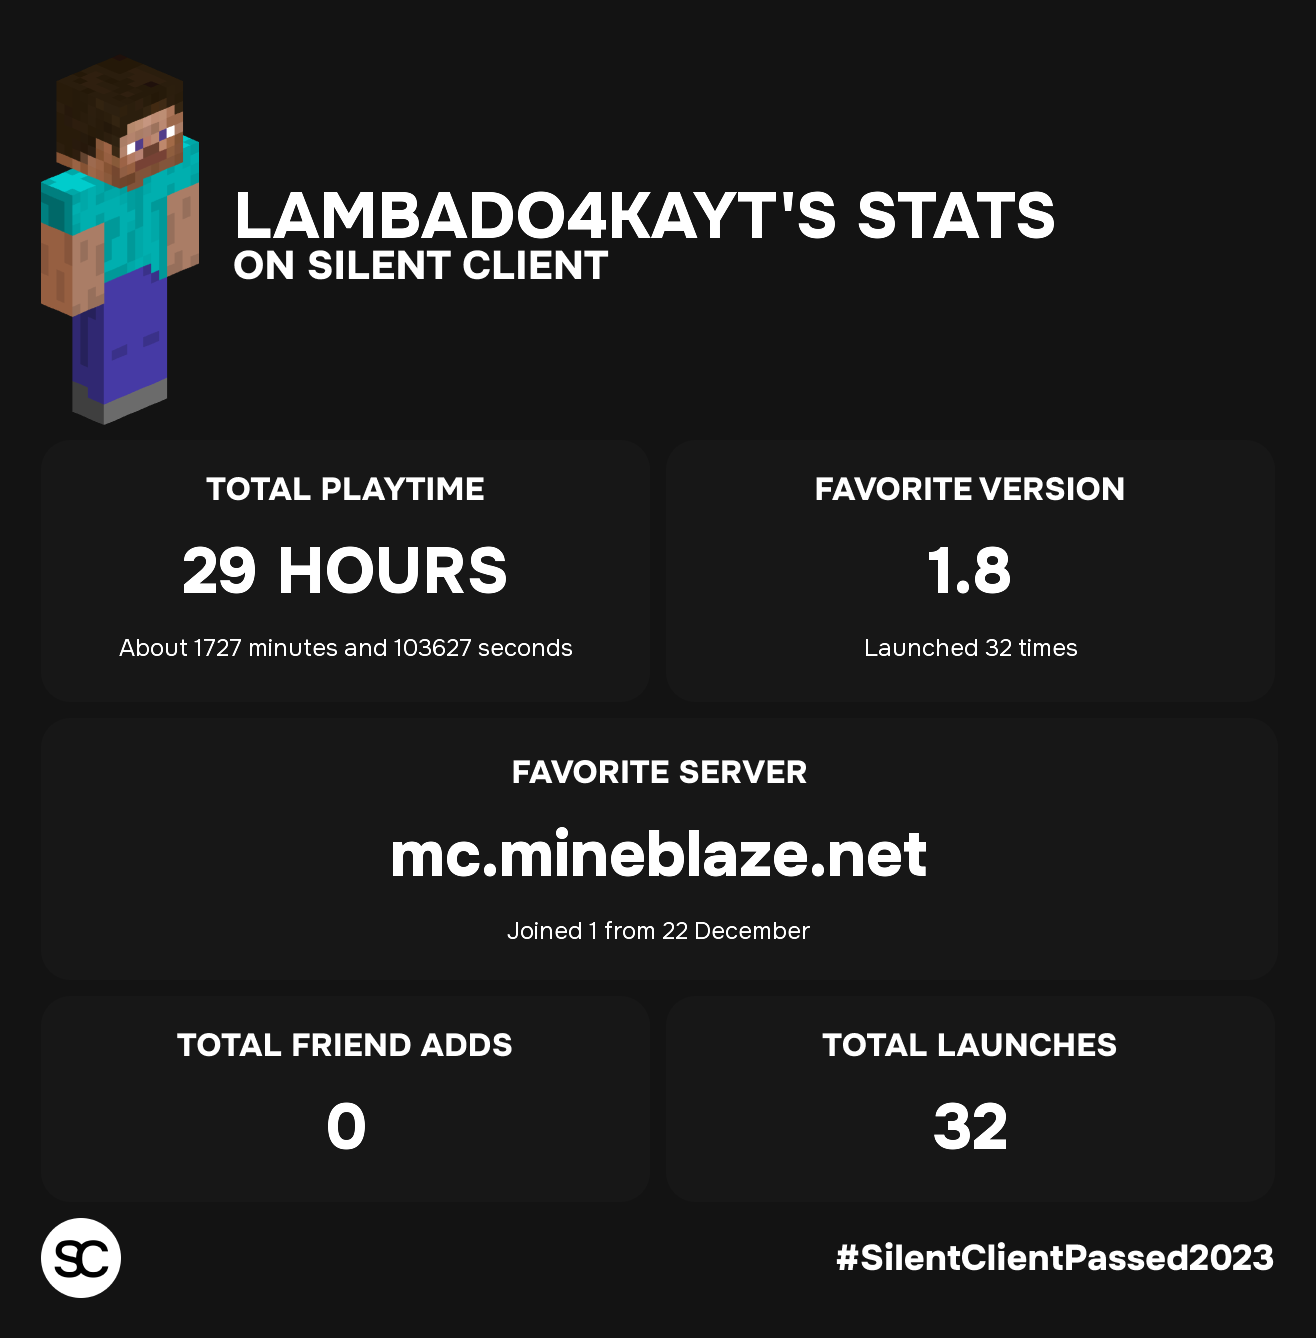 LAMBADO4KAYT'S STATS
ON SILENT CLIENT
TOTAL PLAYTIME
29 HOURS
About 1727 minutes and 103627 seconds
FAVORITE VERSION
1.8
Launched 32 times
FAVORITE SERVER
mc.mineblaze.net
Joined 1 from 22 December
TOTAL FRIEND ADDS
0
TOTAL LAUNCHES
32
SC
#SilentClientPassed2023